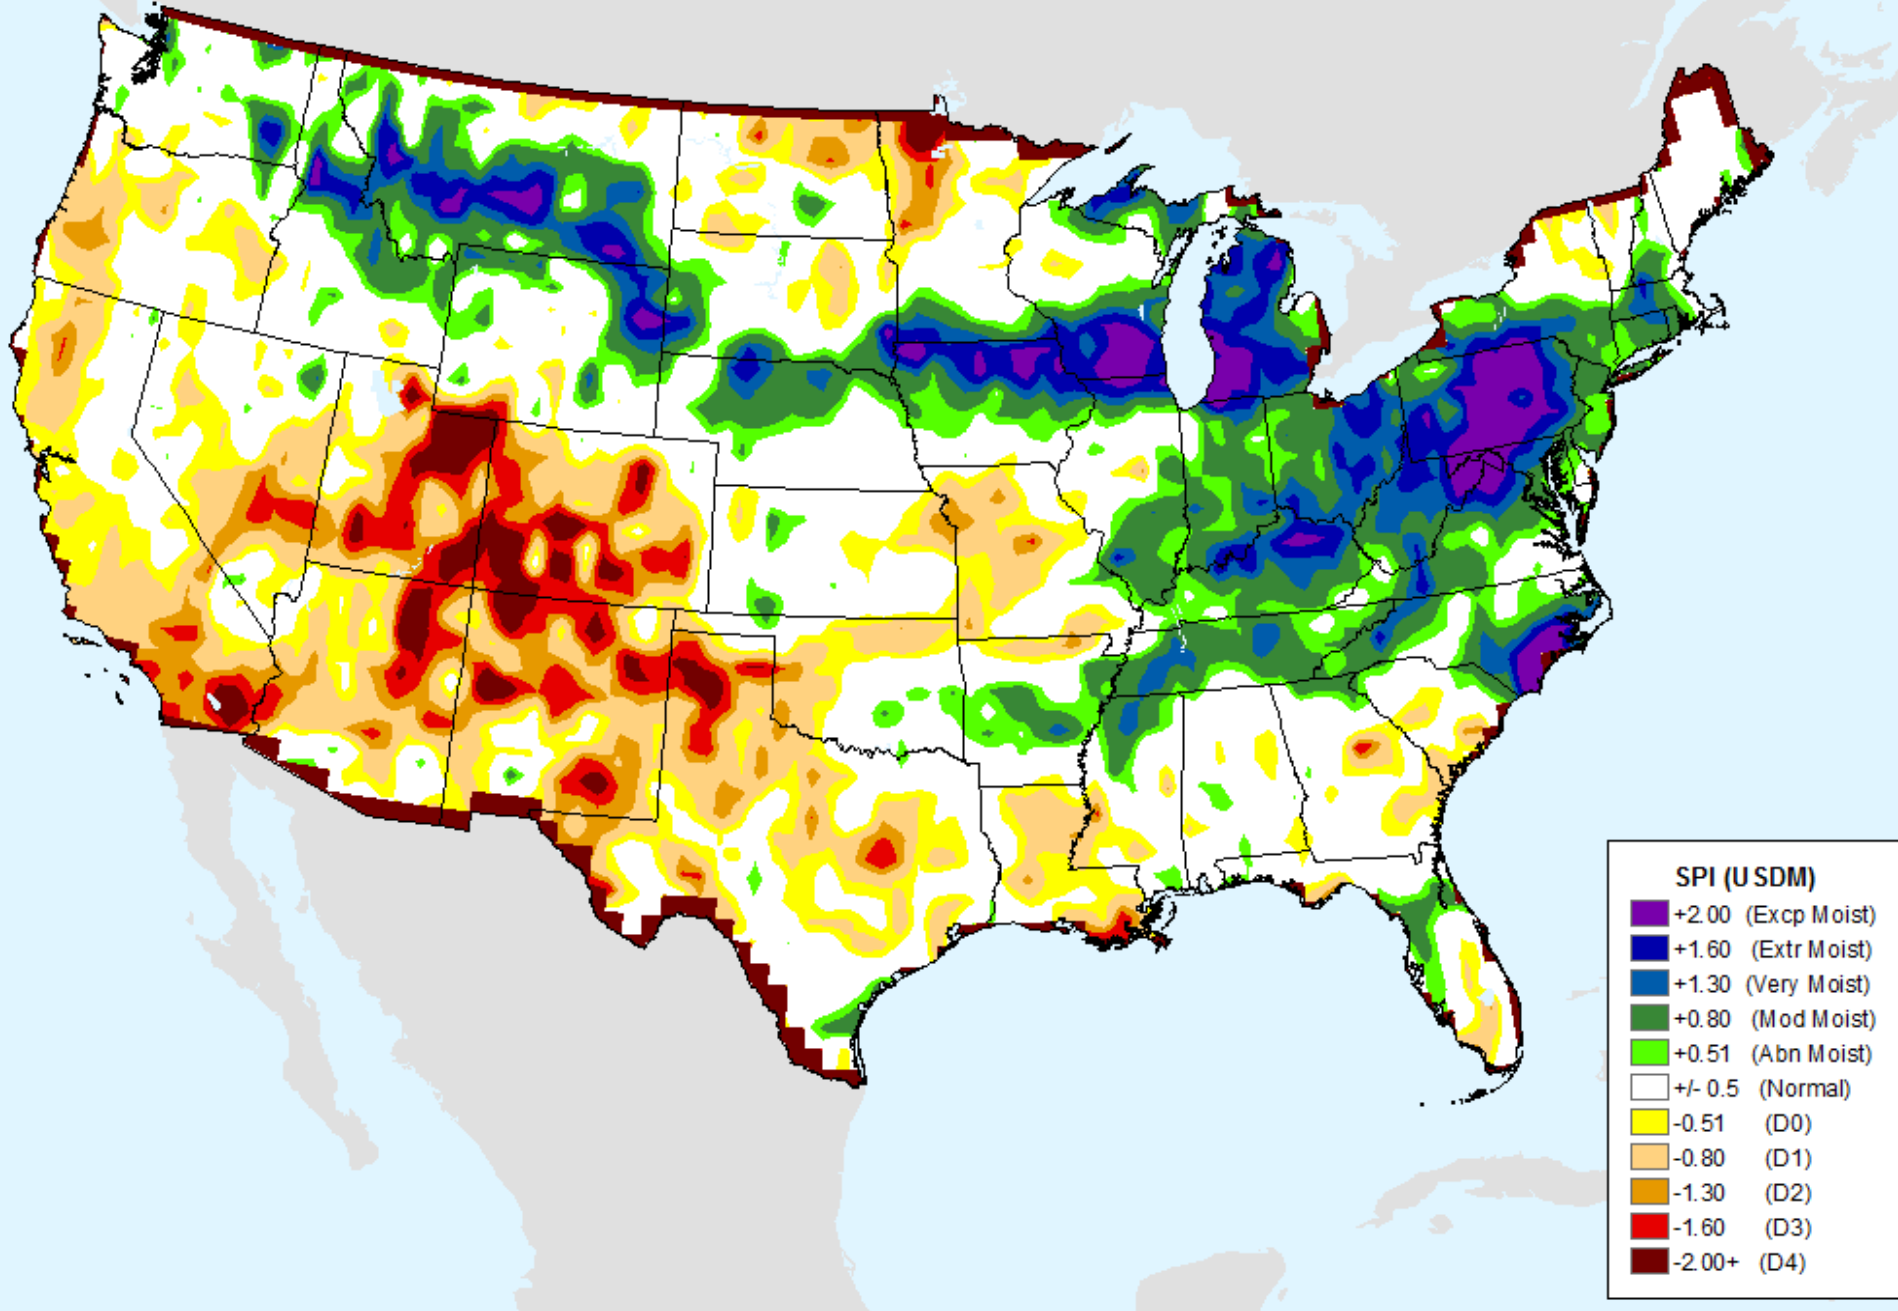 SPI (USDM)
+2.00 (Excp Moist)
+1.60 (Extr Moist)
+1.30 (Very Moist)
+0.80 (Mod Moist)
+0.51 (Abn Moist)
+/- 0.5 (Normal)
-0.51 (D0)
-0.80 (D1)
-1.30 (D2)
-1.60 (D3)
-2.00+ (D4)